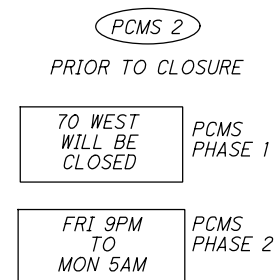 PCMS 2
PRIOR TO CLOSURE
70 WEST
WILL BE
CLOSED
PCMS
PHASE 1
FRI 9PM
TO
MON 5AM
PCMS
PHASE 2